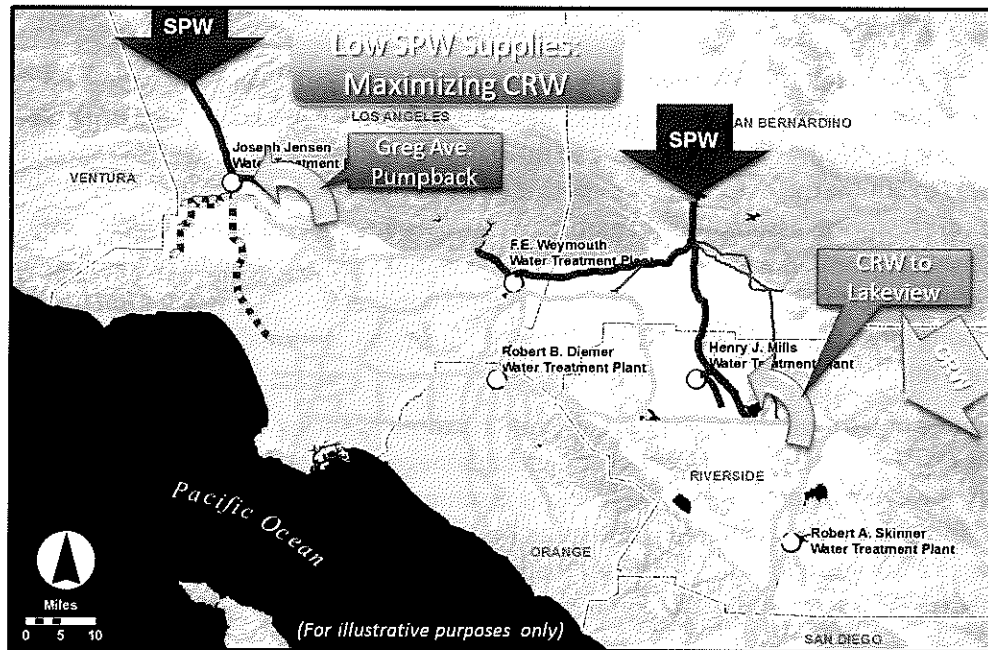 SPW
Low SPW Supplies:
Maximizing CRW
LOS ANGELES
SPW
AN BERNARDINO
Joseph Jensen
Water Treatment P
Greg Ave.
Pumpback
VENTURA
F.E. Weymouth
Water Treatment Plant
CRW to
Lakeview
Henry J. Mills
Water Treatment Plant
Robert B. Diemer
Water Treatment Plant
CRW
RIVERSIDE
Pacific Ocean
Robert A. Skinner
Water Treatment Plant
ORANGE
Miles
0 5 10
(For illustrative purposes only)
SAN DIEGO